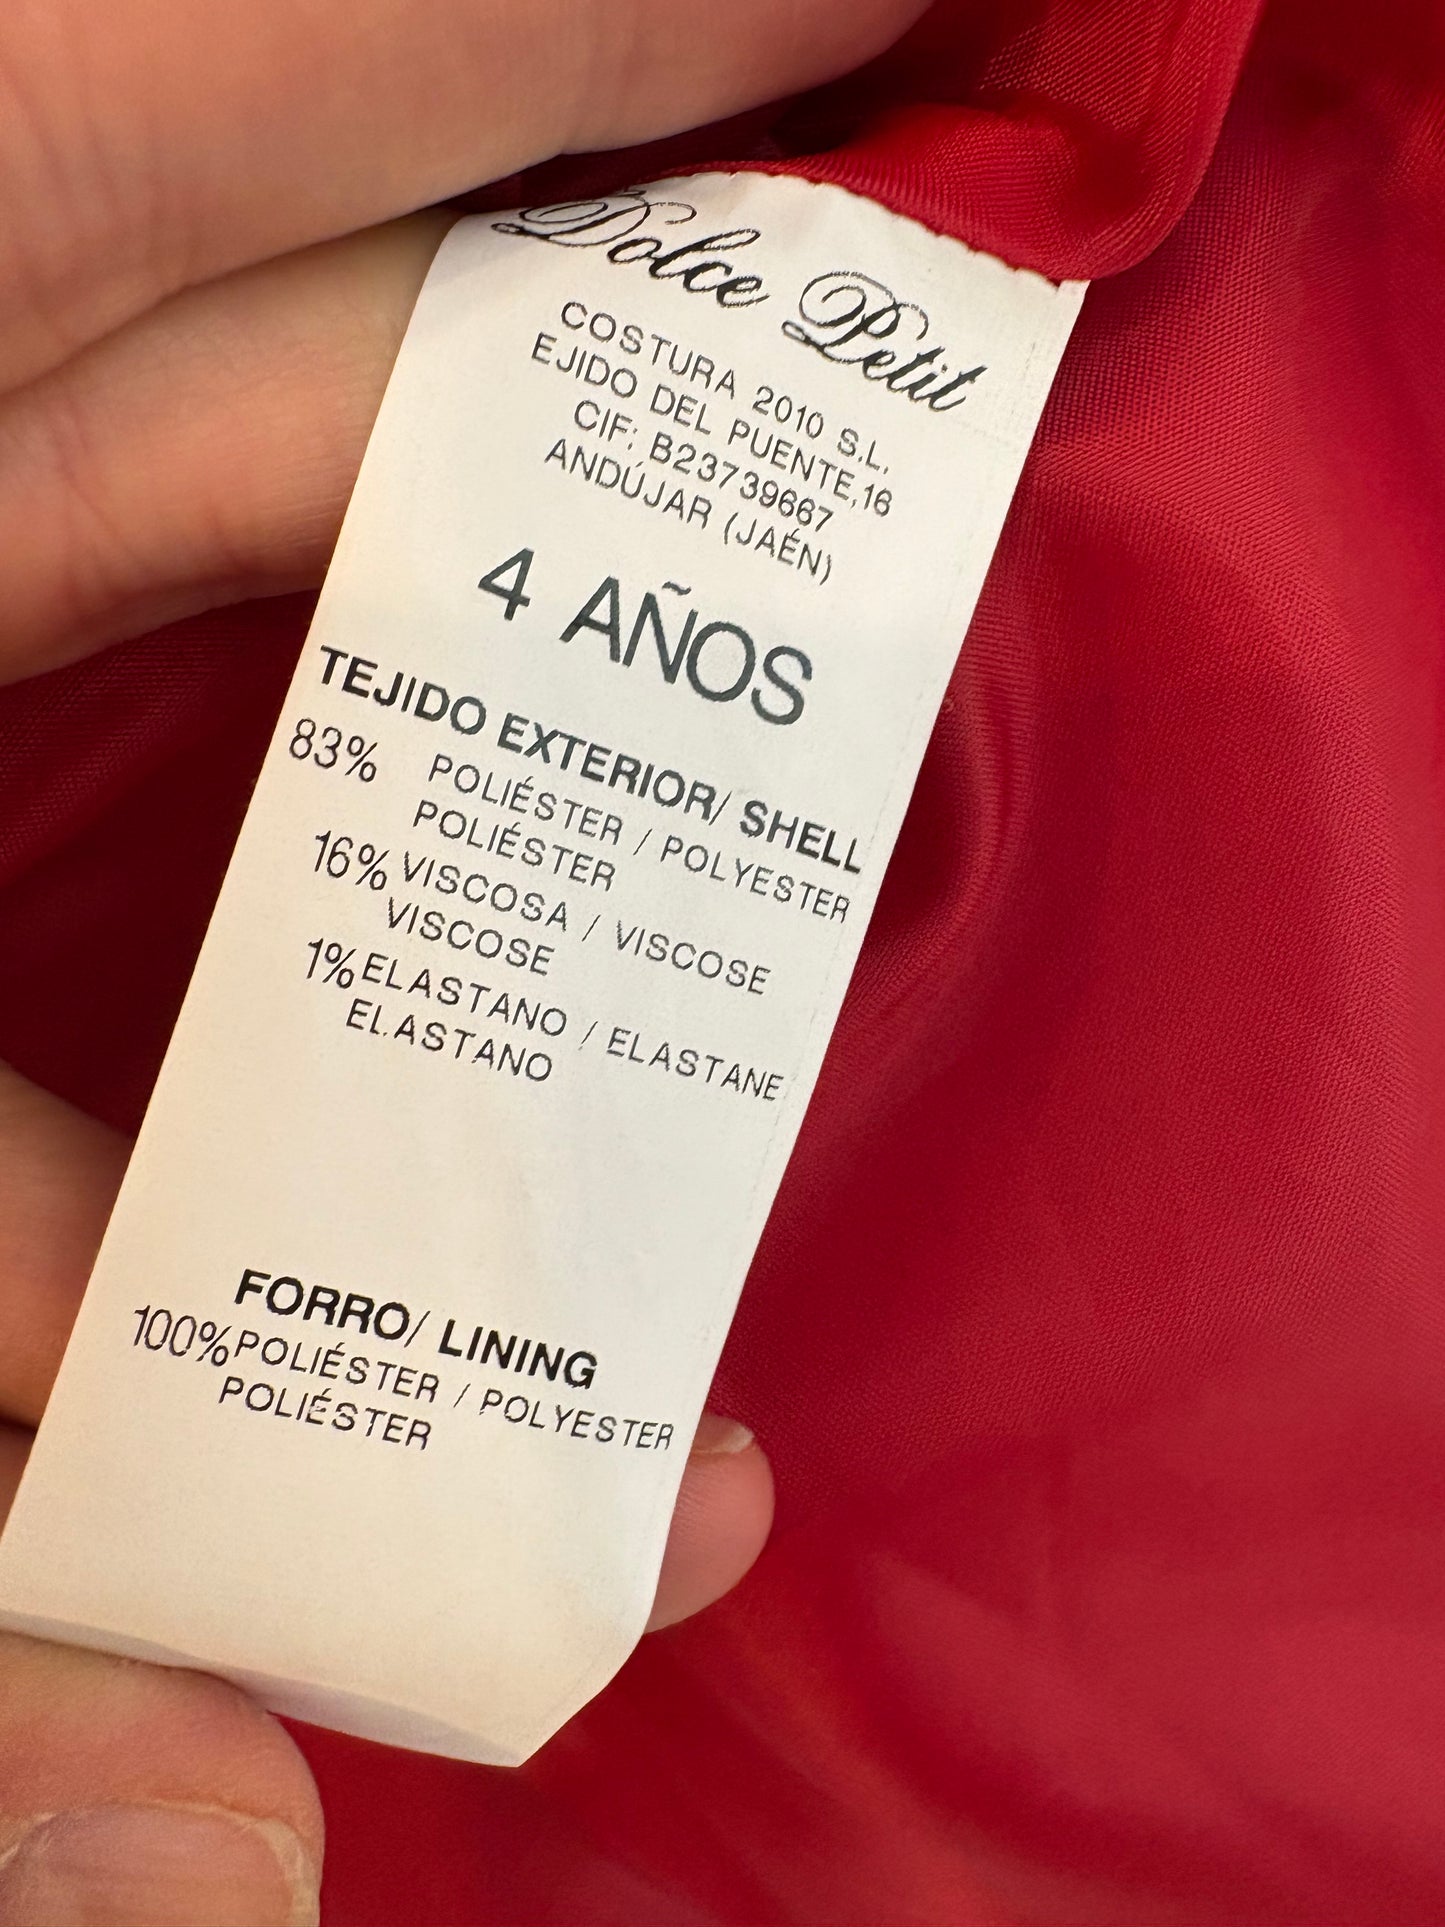 Dolce Petit
COSTURA 2010 S.L.
EJIDO DEL PUENTE,16
CIF: B23739667
ANDÚJAR (JAÉN)
4 AÑOS
TEJIDO EXTERIOR/ SHELL
83% POLIÉSTER / POLYESTER
POLIÉSTER
16% VISCOSA / VISCOSE
VISCOSE
1% ELASTANO / ELASTANE
ELASTANO
FORRO/ LINING
100% POLIÉSTER / POLYESTER
POLIÉSTER